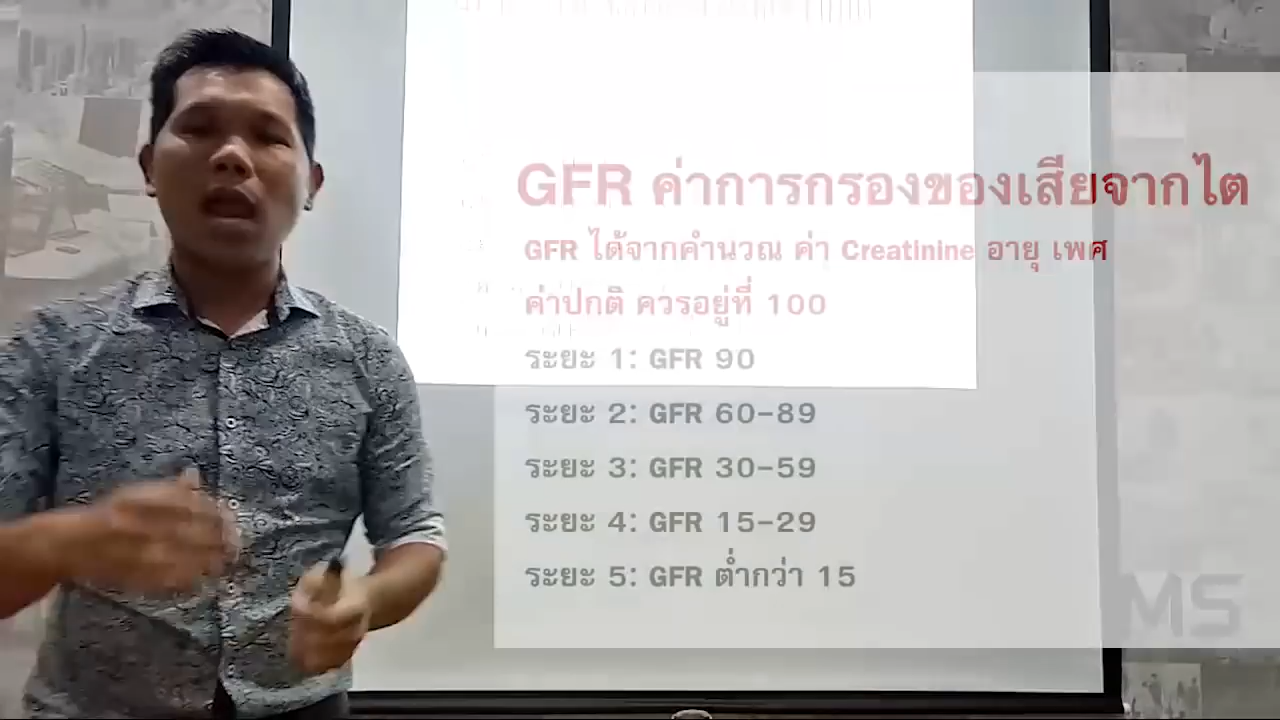 GFR ค่าการกรองของเสียจากไต
GFR ได้จากคำนวณ ค่า Creatinine อายุ เพศ
ค่าปกติ ควรอยู่ที่ 100
ระยะ 1: GFR 90
ระยะ 2: GFR 60-89
ระยะ 3: GFR 30-59
ระยะ 4: GFR 15-29
ระยะ 5: GFR ต่ำกว่า 15
MS